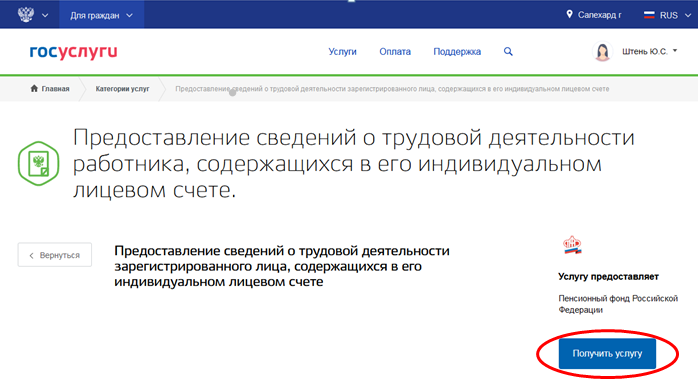 Для граждан
Салехард г
RUS
госуслуги
Услуги
Оплата
Поддержка
Штень Ю.С.
Главная
Категории услуг
Предоставление сведений о трудовой деятельности зарегистрированного лица, содержащихся в его индивидуальном лицевом счете
Предоставление сведений о трудовой деятельности
работника, содержащихся в его индивидуальном
лицевом счете.
Вернуться
Предоставление сведений о трудовой деятельности
зарегистрированного лица, содержащихся в его
индивидуальном лицевом счете
Услугу предоставляет
Пенсионный фонд Российской
Федерации
Получить услугу